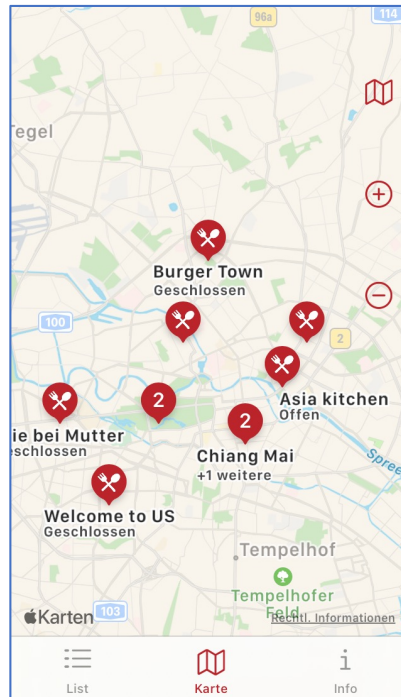 96a
114
Tegel
Burger Town
Geschlossen
100
2
Asia kitchen
Offen
2
2
ie bei Mutter
eschlossen
Chiang Mai
+1 weitere
Spree
Welcome to US
Geschlossen
Tempelhof
Tempelhofer
Feld
Karten
103
Rechtl. Informationen
List
Karte
Info